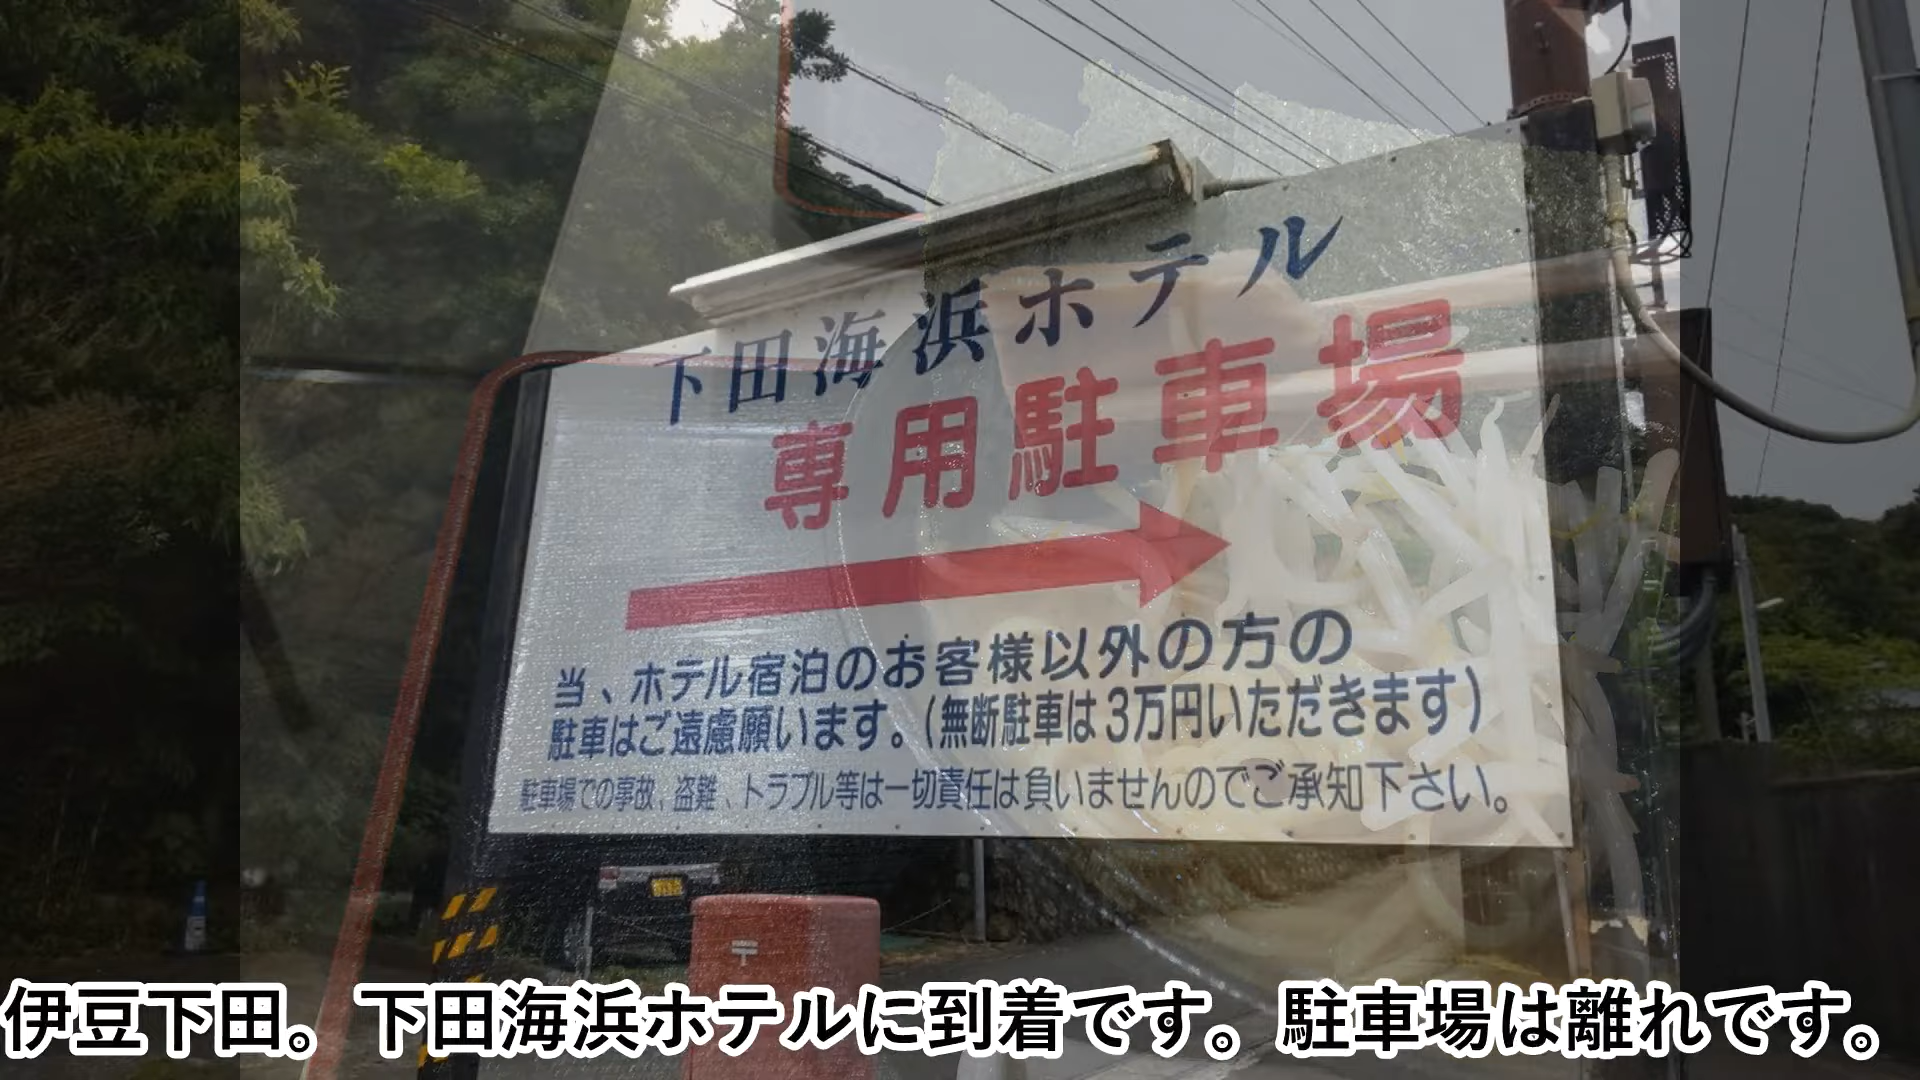 下田海浜ホテル
専用駐車場
当、ホテル宿泊のお客様以外の方の
駐車はご遠慮願います。（無断駐車は3万円いただきます）
駐車場での事故、盗難、トラブル等は一切責任は負いませんのでご承知下さい。
〒
伊豆下田。下田海浜ホテルに到着です。駐車場は離れです。